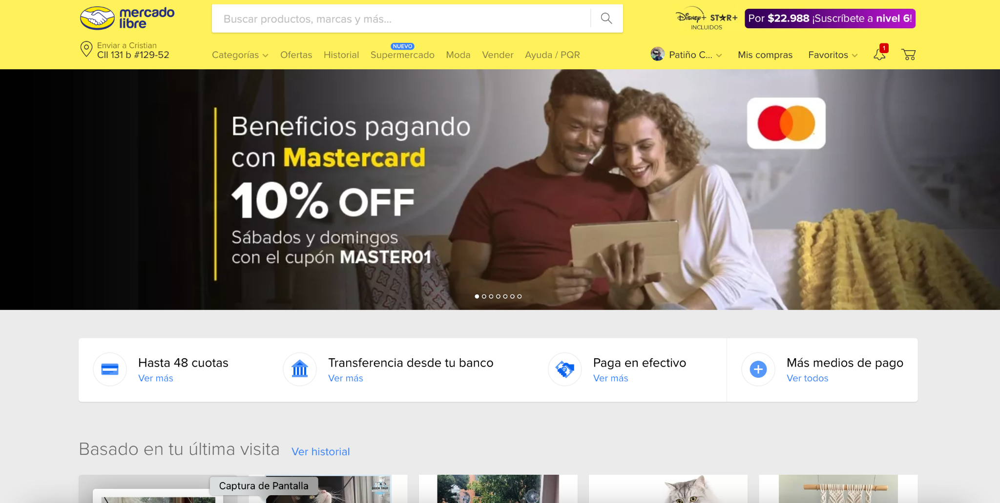 mercado
libre
Buscar productos, marcas y más...
Disney+ STAR+
INCLUIDOS
Por $22.988 ¡Suscríbete a nivel 6!
Enviar a Cristian
Cll 131 b #129-52
NUEVO
Categorías Ofertas Historial Supermercado Moda Vender Ayuda / PQR
Patiño C... Mis compras Favoritos 1
Beneficios pagando
con Mastercard
10% OFF
Sábados y domingos
con el cupón MASTER01
Hasta 48 cuotas
Ver más
Transferencia desde tu banco
Ver más
Paga en efectivo
Ver más
Más medios de pago
Ver todos
Basado en tu última visita Ver historial
Captura de Pantalla